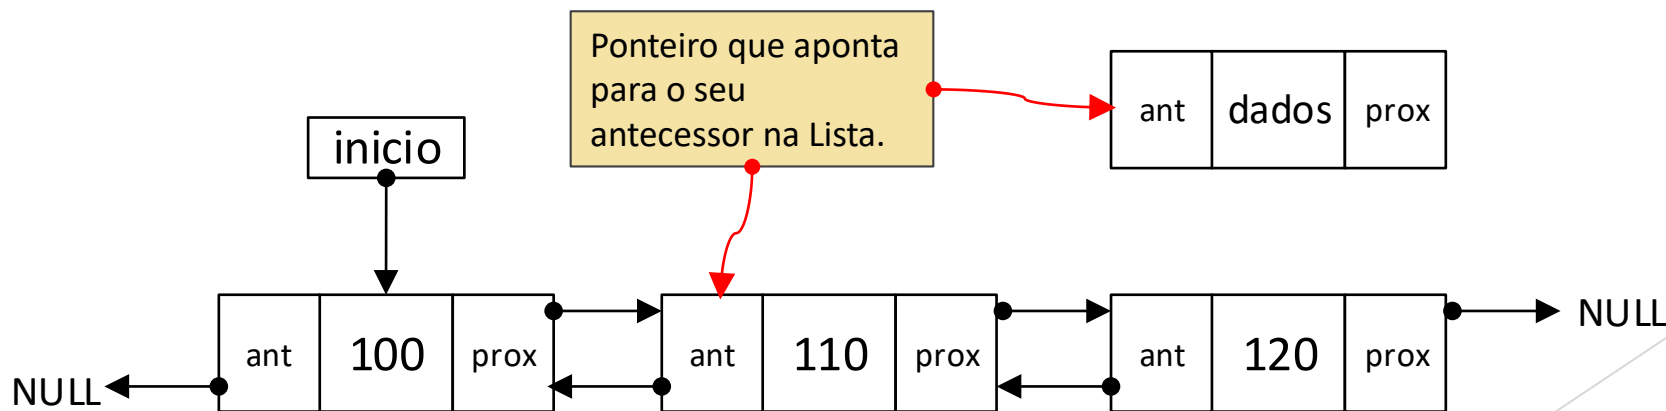 Ponteiro que aponta
para o seu
antecessor na Lista.
ant dados prox
inicio
NULL ant 100 prox ant 110 prox ant 120 prox NULL